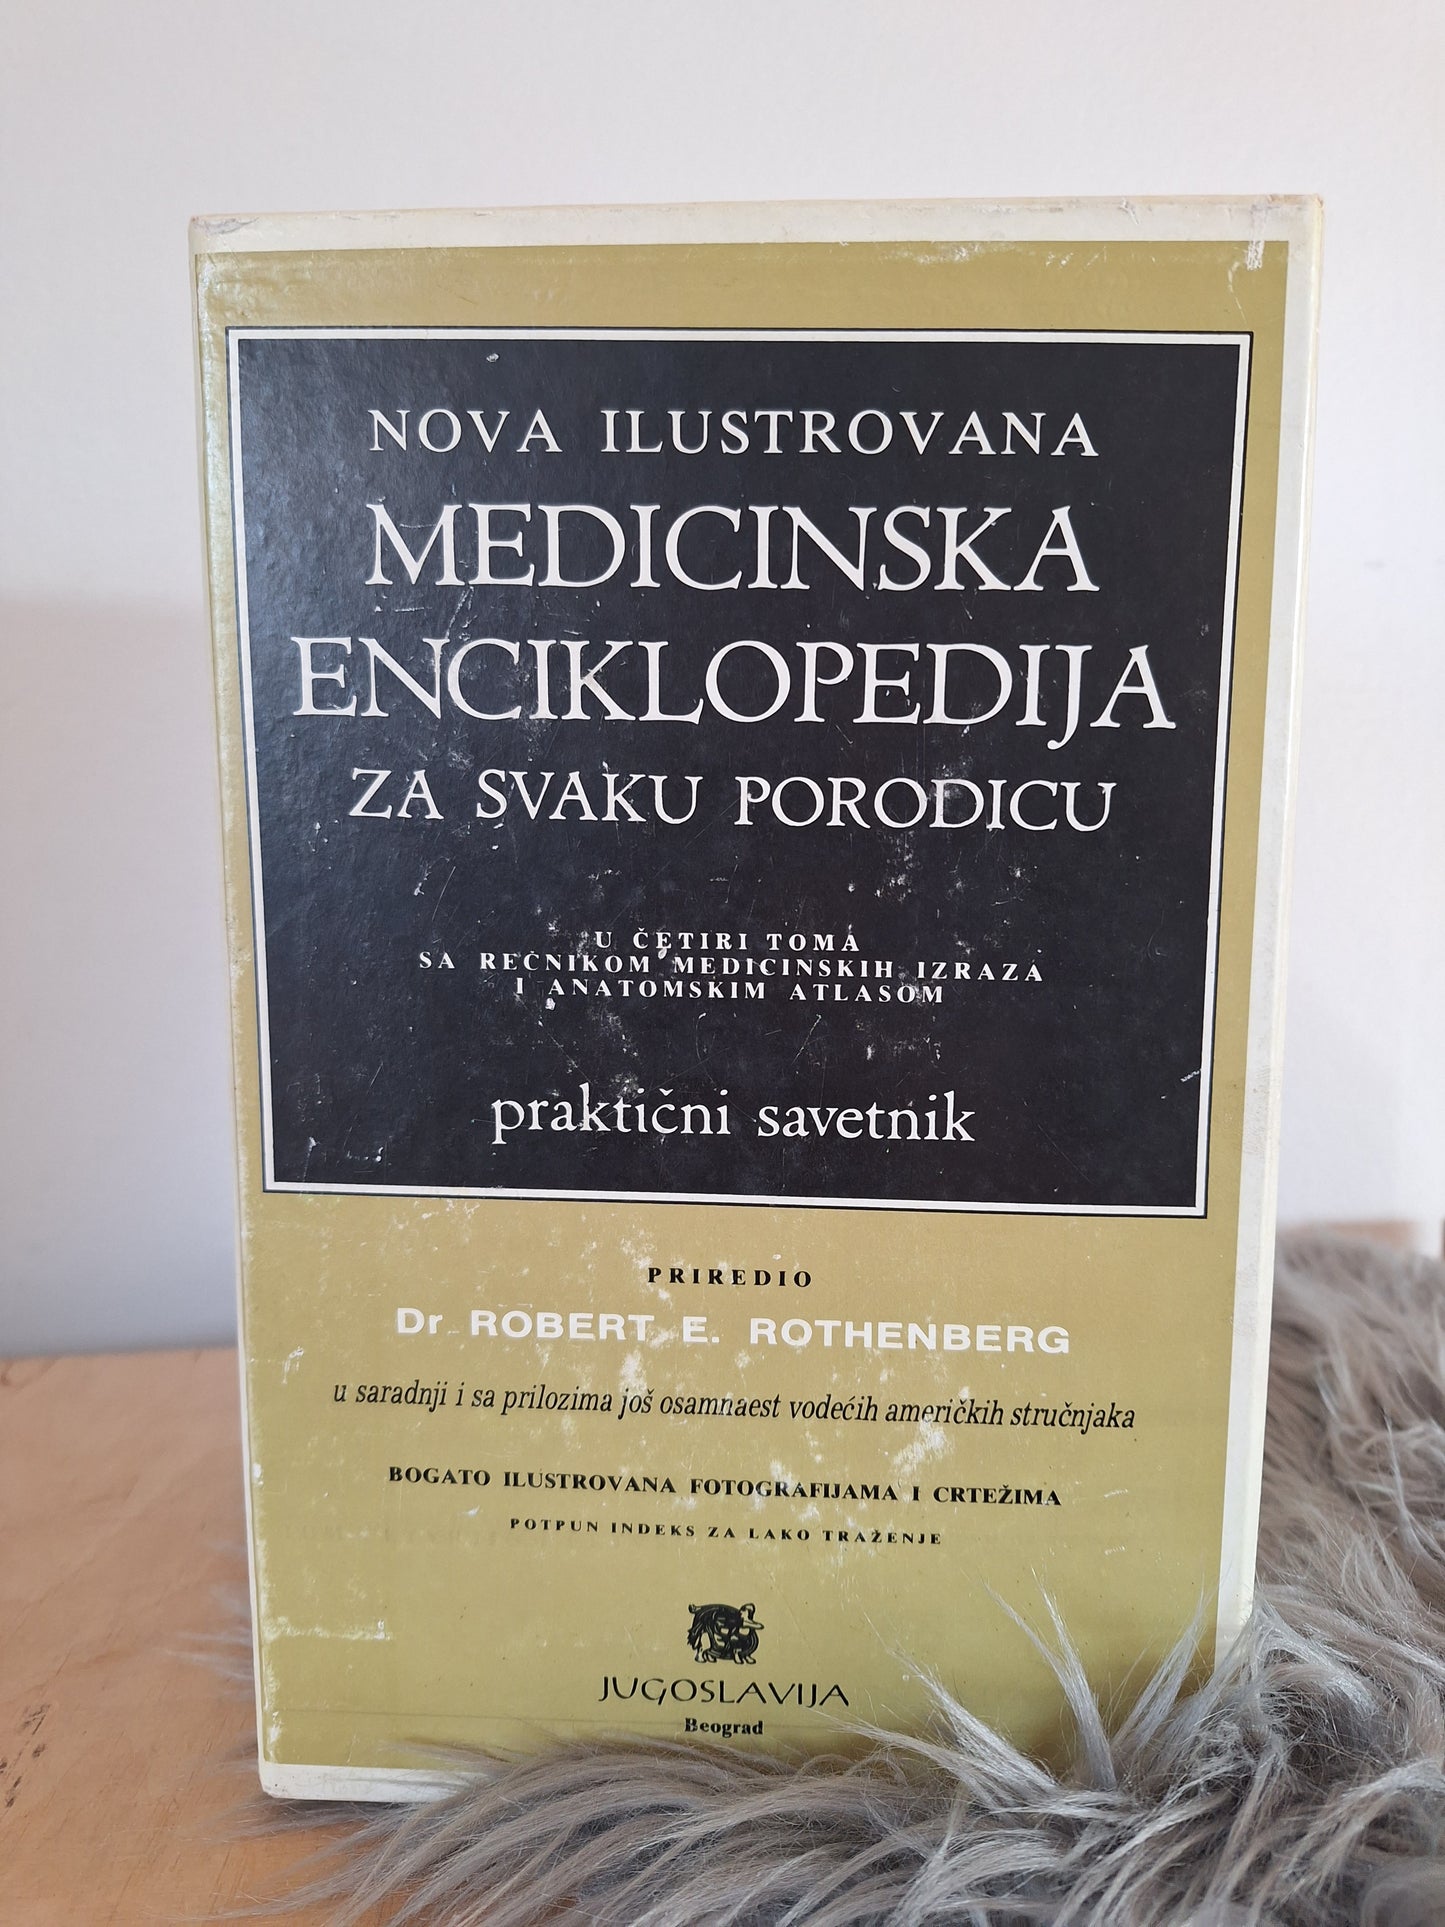 NOVA ILUSTROVANA
MEDICINSKA
ENCIKLOPEDIJA
ZA SVAKU PORODICU
U ČETIRI TOMA
SA REČNIKOM MEDICINSKIH IZRAZA
I ANATOMSKIM ATLASOM
praktični savetnik
PRIREDIO
Dr ROBERT E. ROTHENBERG
u saradnji i sa prilozima još osamnaest vodećih američkih stručnjaka
BOGATO ILUSTROVANA FOTOGRAFIJAMA I CRTEŽIMA
POTPUN INDEKS ZA LAKO TRAŽENJE
JUGOSLAVIJA
Beograd